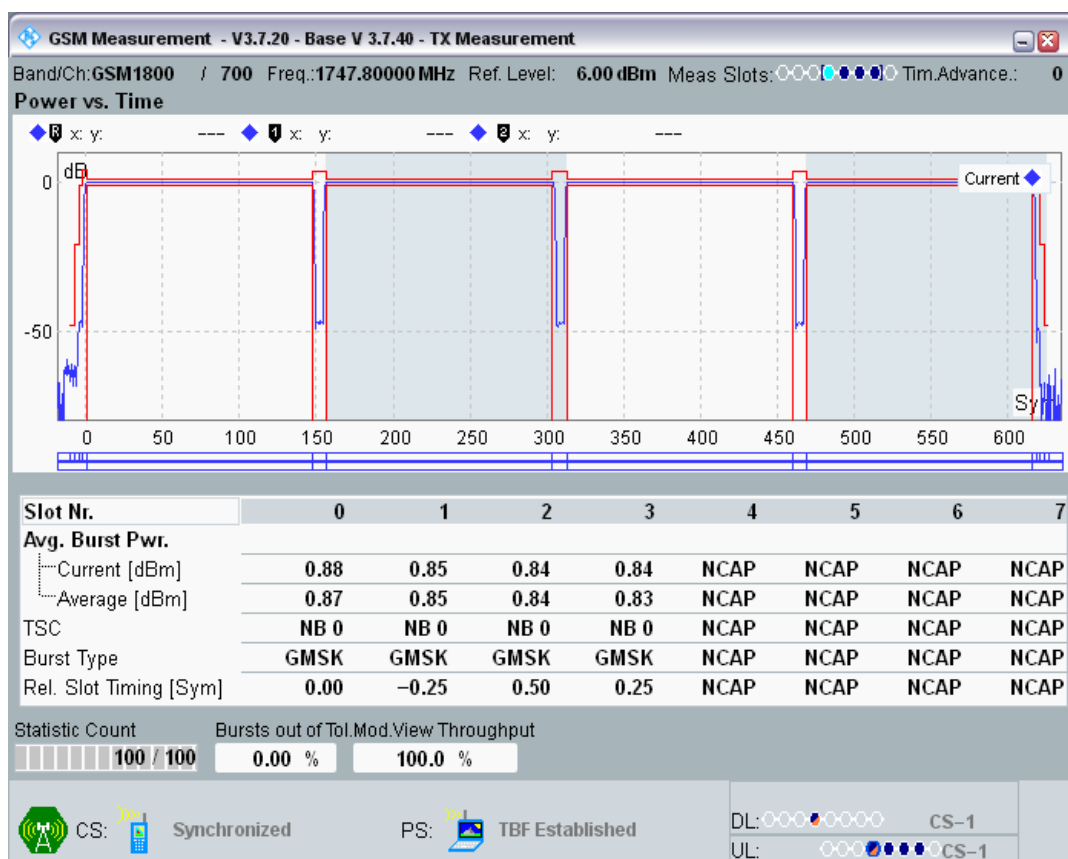 GSM Measurement - V3.7.20 - Base V 3.7.40 - TX Measurement
Band/Ch:GSM1800 / 700 Freq.:1747.80000 MHz Ref. Level: 6.00 dBm Meas Slots: Tim.Advance.: 0
Power vs. Time
R x: y: --- 1 x: y: --- 2 x: y: ---
dB
Current
0
-50
Sy
0 50 100 150 200 250 300 350 400 450 500 550 600
Slot Nr. 0 1 2 3 4 5 6 7
Avg. Burst Pwr.
Current [dBm] 0.88 0.85 0.84 0.84 NCAP NCAP NCAP NCAP
Average [dBm] 0.87 0.85 0.84 0.83 NCAP NCAP NCAP NCAP
TSC NB 0 NB 0 NB 0 NB 0 NCAP NCAP NCAP NCAP
Burst Type GMSK GMSK GMSK GMSK NCAP NCAP NCAP NCAP
Rel. Slot Timing [Sym] 0.00 −0.25 0.50 0.25 NCAP NCAP NCAP NCAP
Statistic Count Bursts out of Tol. Mod.View Throughput
100 / 100 0.00 % 100.0 %
CS: Synchronized PS: TBF Established DL: CS−1
UL: CS−1